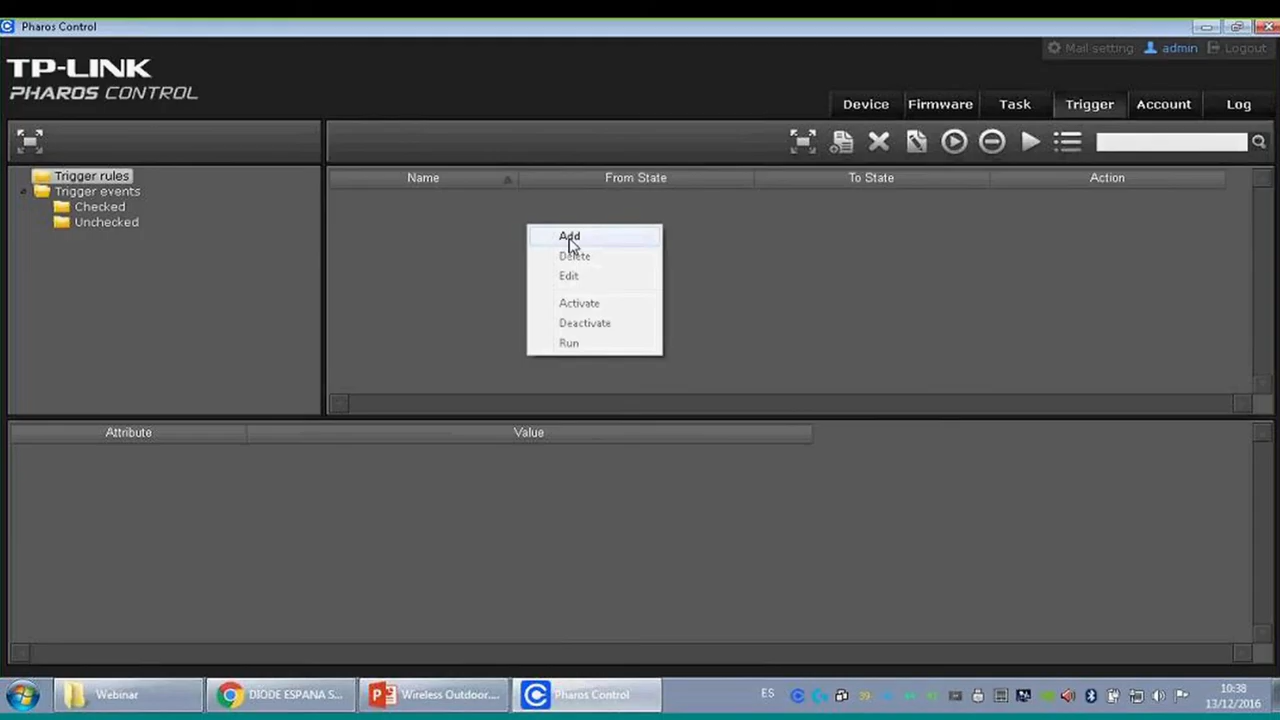 Pharos Control
Mail setting admin Logout
TP-LINK
PHAROS CONTROL
Device Firmware Task Trigger Account Log
Trigger rules
Trigger events
Checked
Unchecked
Name From State To State Action
Add
Delete
Edit
Activate
Deactivate
Run
Attribute Value
Webinar DIODE ESPANA S... Wireless Outdoor.... Pharos Control ES 39 10:38
13/12/2016